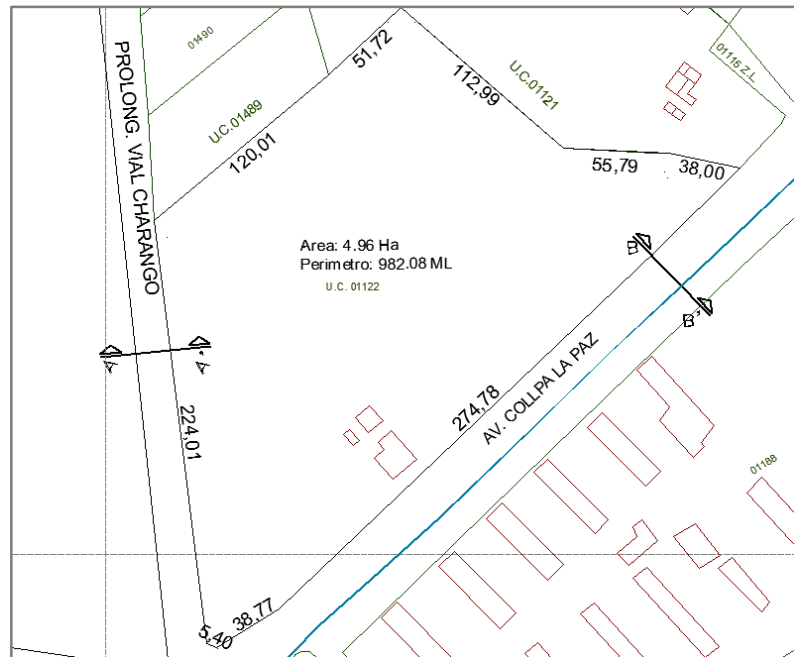 01490
51,72
PROLONG. VIAL CHARANGO
U.C.01489
120,01
112,99
U.C.01121
01116 Z.L.
55,79
38,00
Area: 4.96 Ha
Perimetro: 982.08 ML
U.C. 01122
B
B'
A
A'
224,01
274,78
AV. COLLPA LA PAZ
01188
5,40
38,77